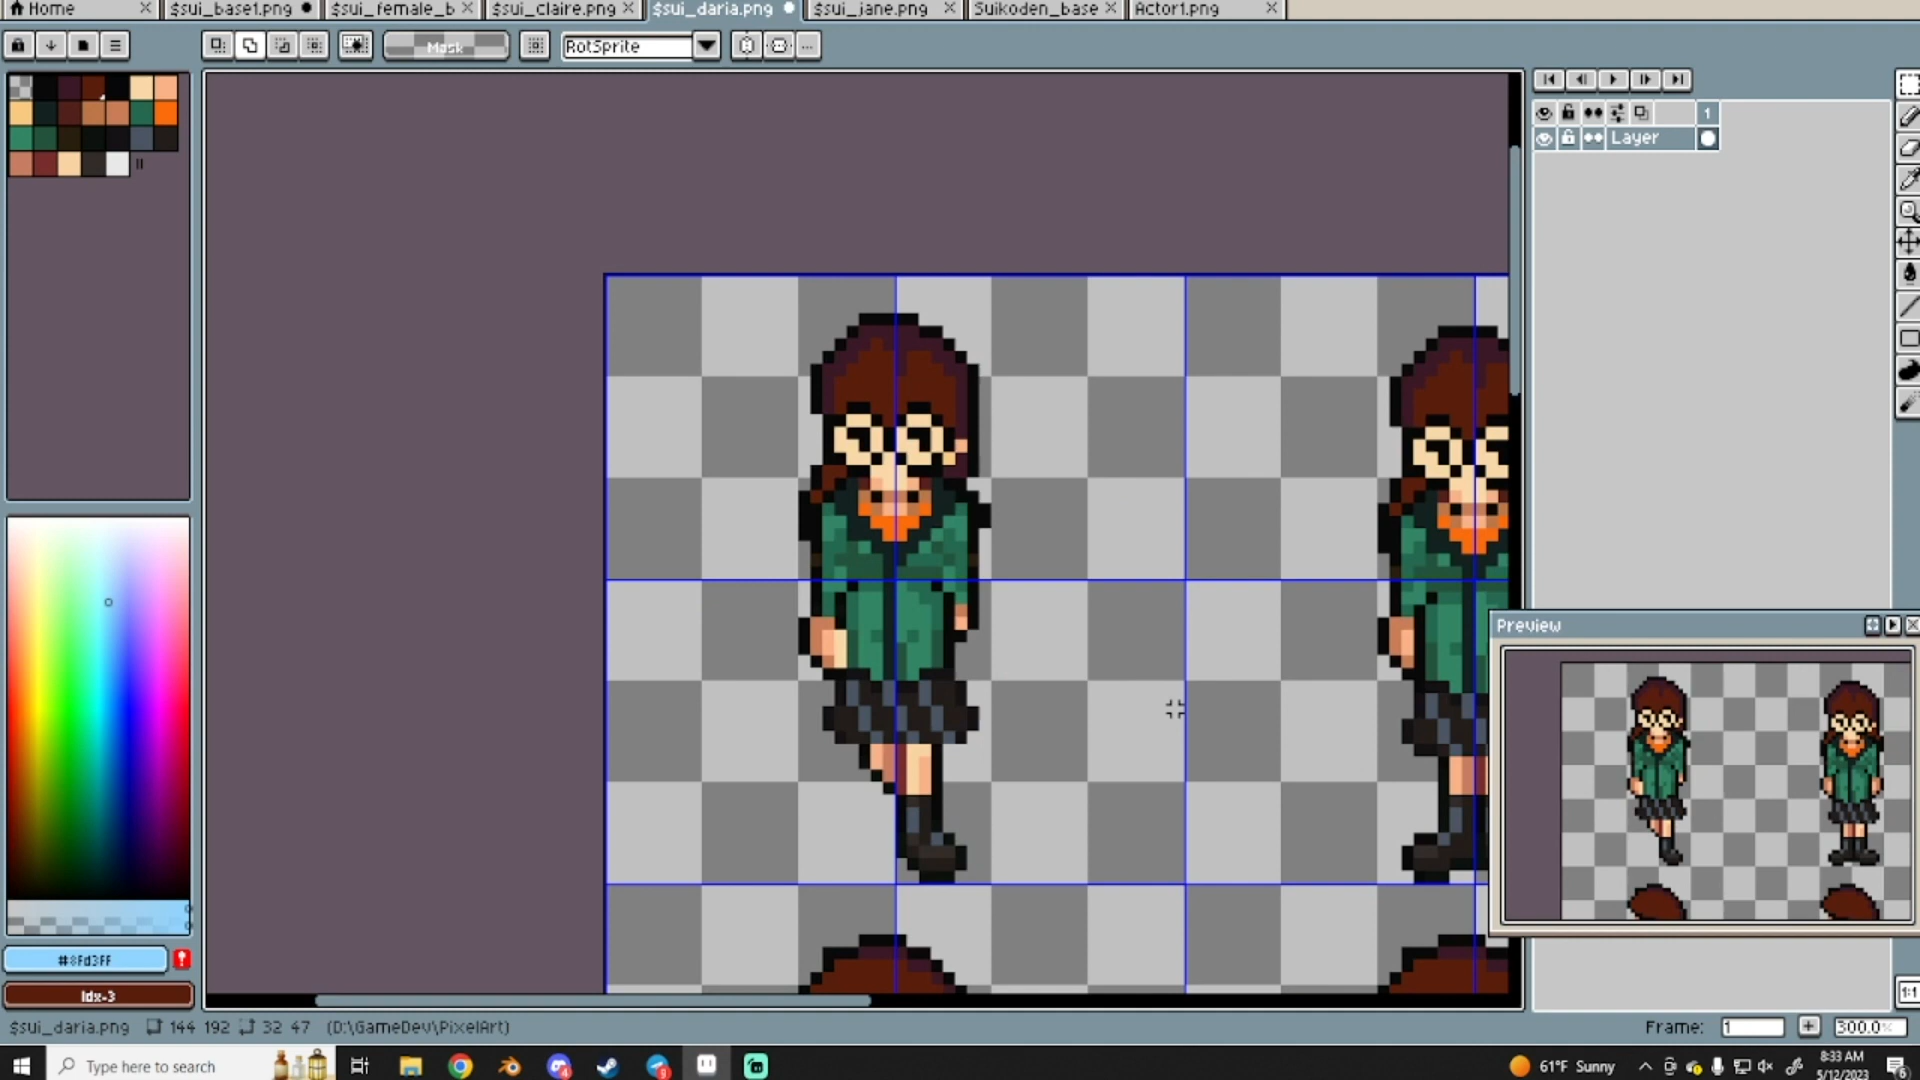 Home
$sui_base1.png
$sui_female_b
$sui_claire.png
$sui_daria.png
$sui_jane.png
Suikoden_base
Actor1.png
Mask
RotSprite
1
Layer
Preview
#8fd3ff
Idx-3
1:1
$sui_daria.png 144 192 32 47 (D:\GameDev\PixelArt)
Frame: 1
300.0%
Type here to search
61°F Sunny
8:33 AM
5/12/2023